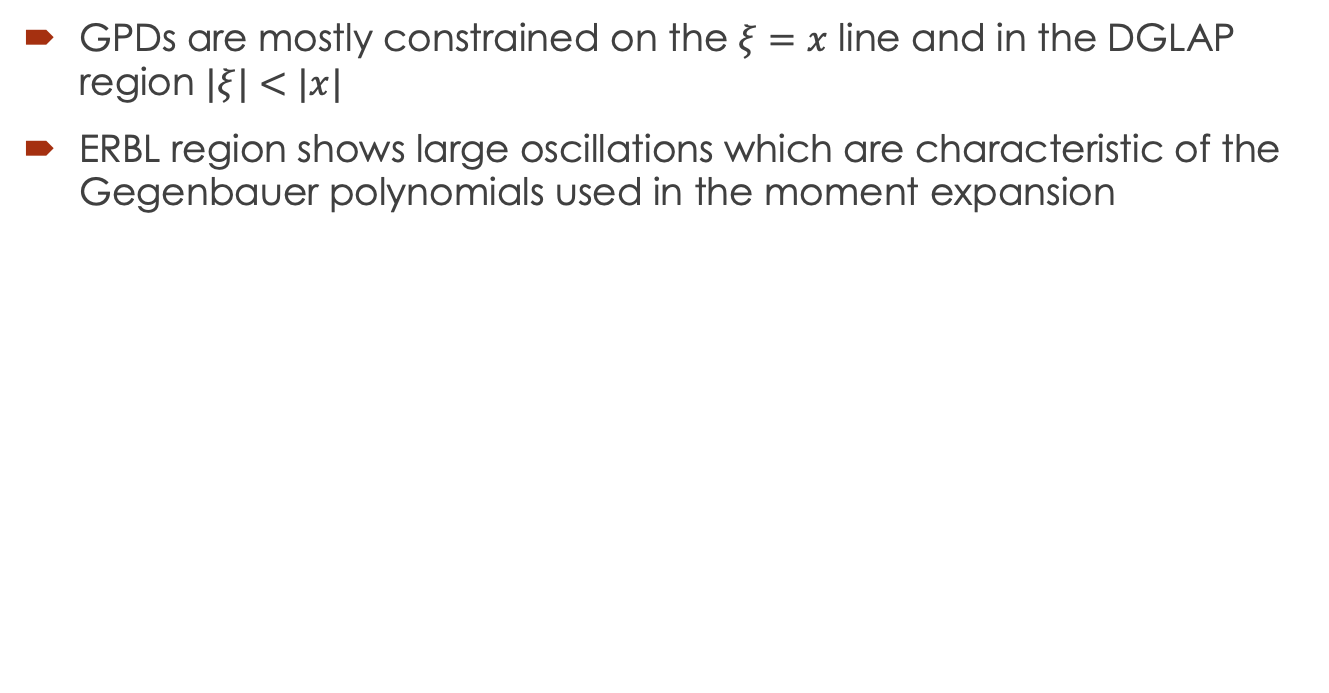 GPDs are mostly constrained on the ξ = x line and in the DGLAP
region |ξ| < |x|
ERBL region shows large oscillations which are characteristic of the
Gegenbauer polynomials used in the moment expansion